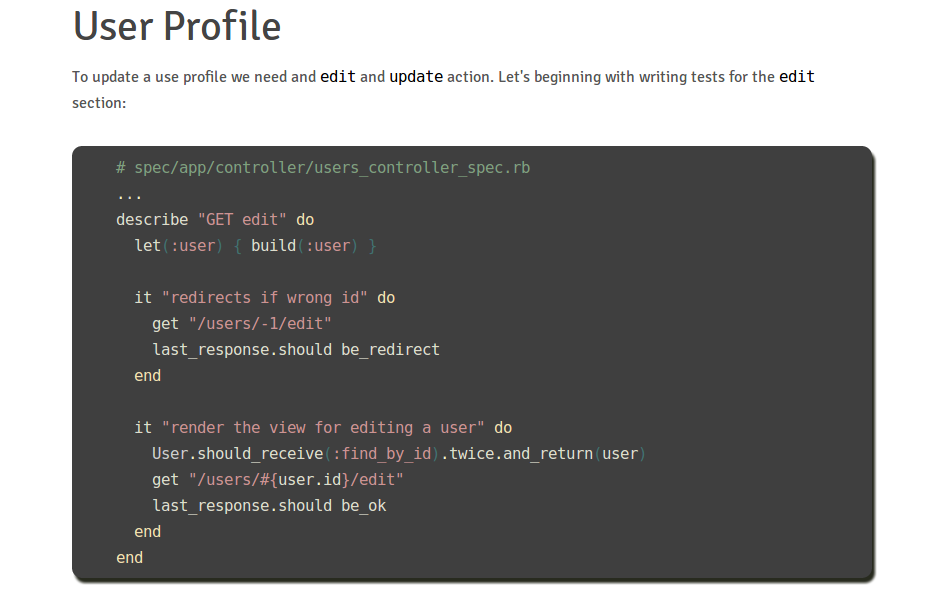 User Profile
To update a use profile we need and edit and update action. Let's beginning with writing tests for the edit
section:
# spec/app/controller/users_controller_spec.rb
...
describe "GET edit" do
  let(:user) { build(:user) }

  it "redirects if wrong id" do
    get "/users/-1/edit"
    last_response.should be_redirect
  end

  it "render the view for editing a user" do
    User.should_receive(:find_by_id).twice.and_return(user)
    get "/users/#{user.id}/edit"
    last_response.should be_ok
  end
end